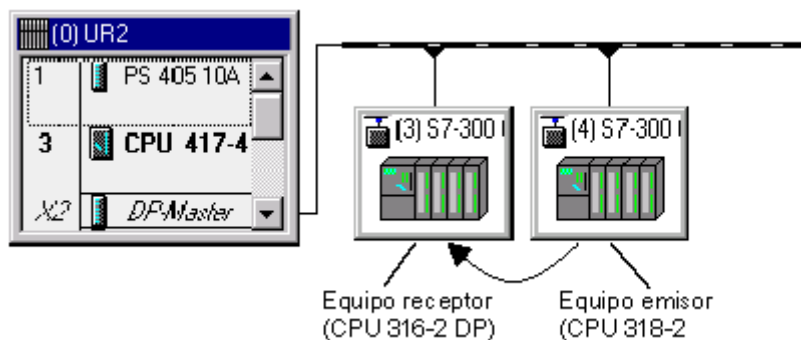 (0) UR2
1 PS 405 10A
3 CPU 417-4
X2 DP-Master
(3) S7-300
(4) S7-300
Equipo receptor
(CPU 316-2 DP)
Equipo emisor
(CPU 318-2